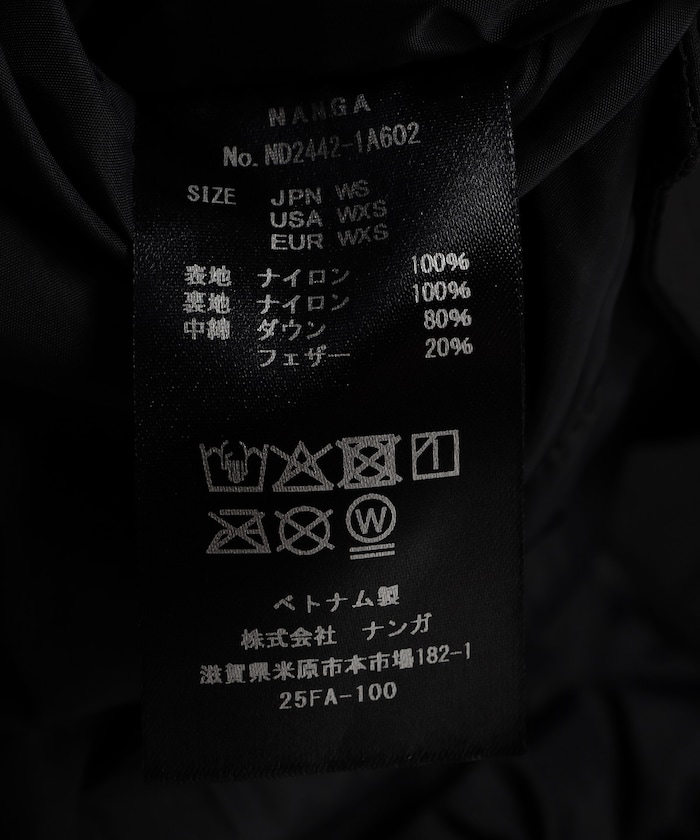 NANGA
No. ND2442-1A602
SIZE JPN WS
USA WXS
EUR WXS
表地 ナイロン 100%
裏地 ナイロン 100%
中綿 ダウン 80%
フェザー 20%
W
ベトナム製
株式会社 ナンガ
滋賀県米原市本市場182-1
25FA-100